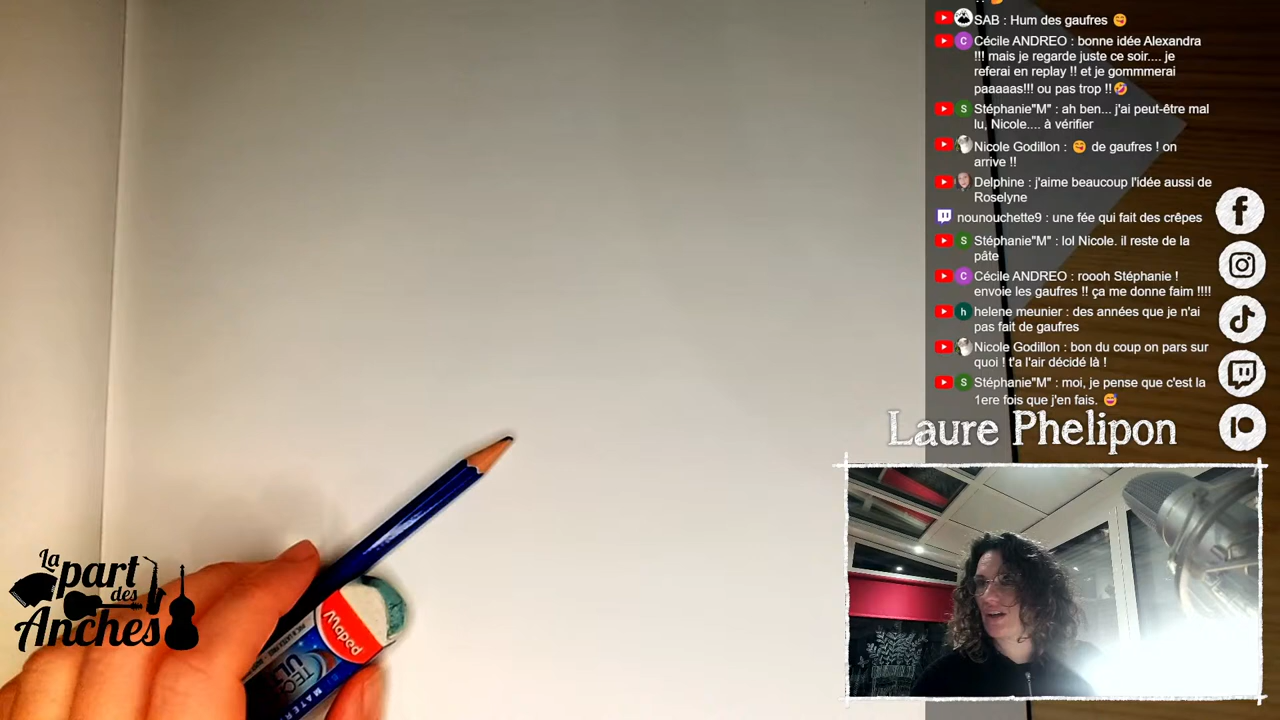 SAB : Hum des gaufres 😋
Cécile ANDREO : bonne idée Alexandra
!!! mais je regarde juste ce soir.... je
referai en replay !! et je gommmerai
paaaaas!!! ou pas trop !!🤣
Stéphanie"M" : ah ben... j'ai peut-être mal
lu, Nicole.... à vérifier
Nicole Godillon : 😋 de gaufres ! on
arrive !!
Delphine : j'aime beaucoup l'idée aussi de
Roselyne
nounouchette9 : une fée qui fait des crêpes
Stéphanie"M" : lol Nicole. il reste de la
pâte
Cécile ANDREO : roooh Stéphanie !
envoie les gaufres !! ça me donne faim !!!!
helene meunier : des années que je n'ai
pas fait de gaufres
Nicole Godillon : bon du coup on pars sur
quoi ! t'a l'air décidé là !
Stéphanie"M" : moi, je pense que c'est la
1ere fois que j'en fais. 😅
Laure Phelipon
La
part
des
Anches
Maped